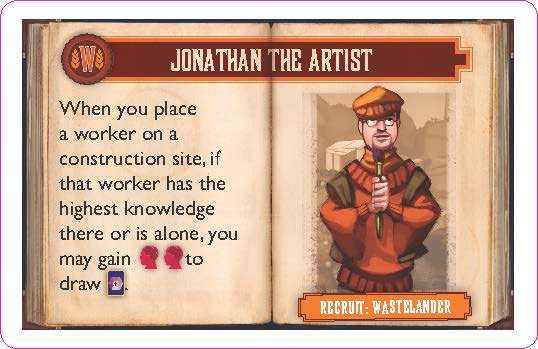 W
JONATHAN THE ARTIST
When you place
a worker on a
construction site, if
that worker has the
highest knowledge
there or is alone, you
may gain to
draw .
RECRUIT: WASTELANDER